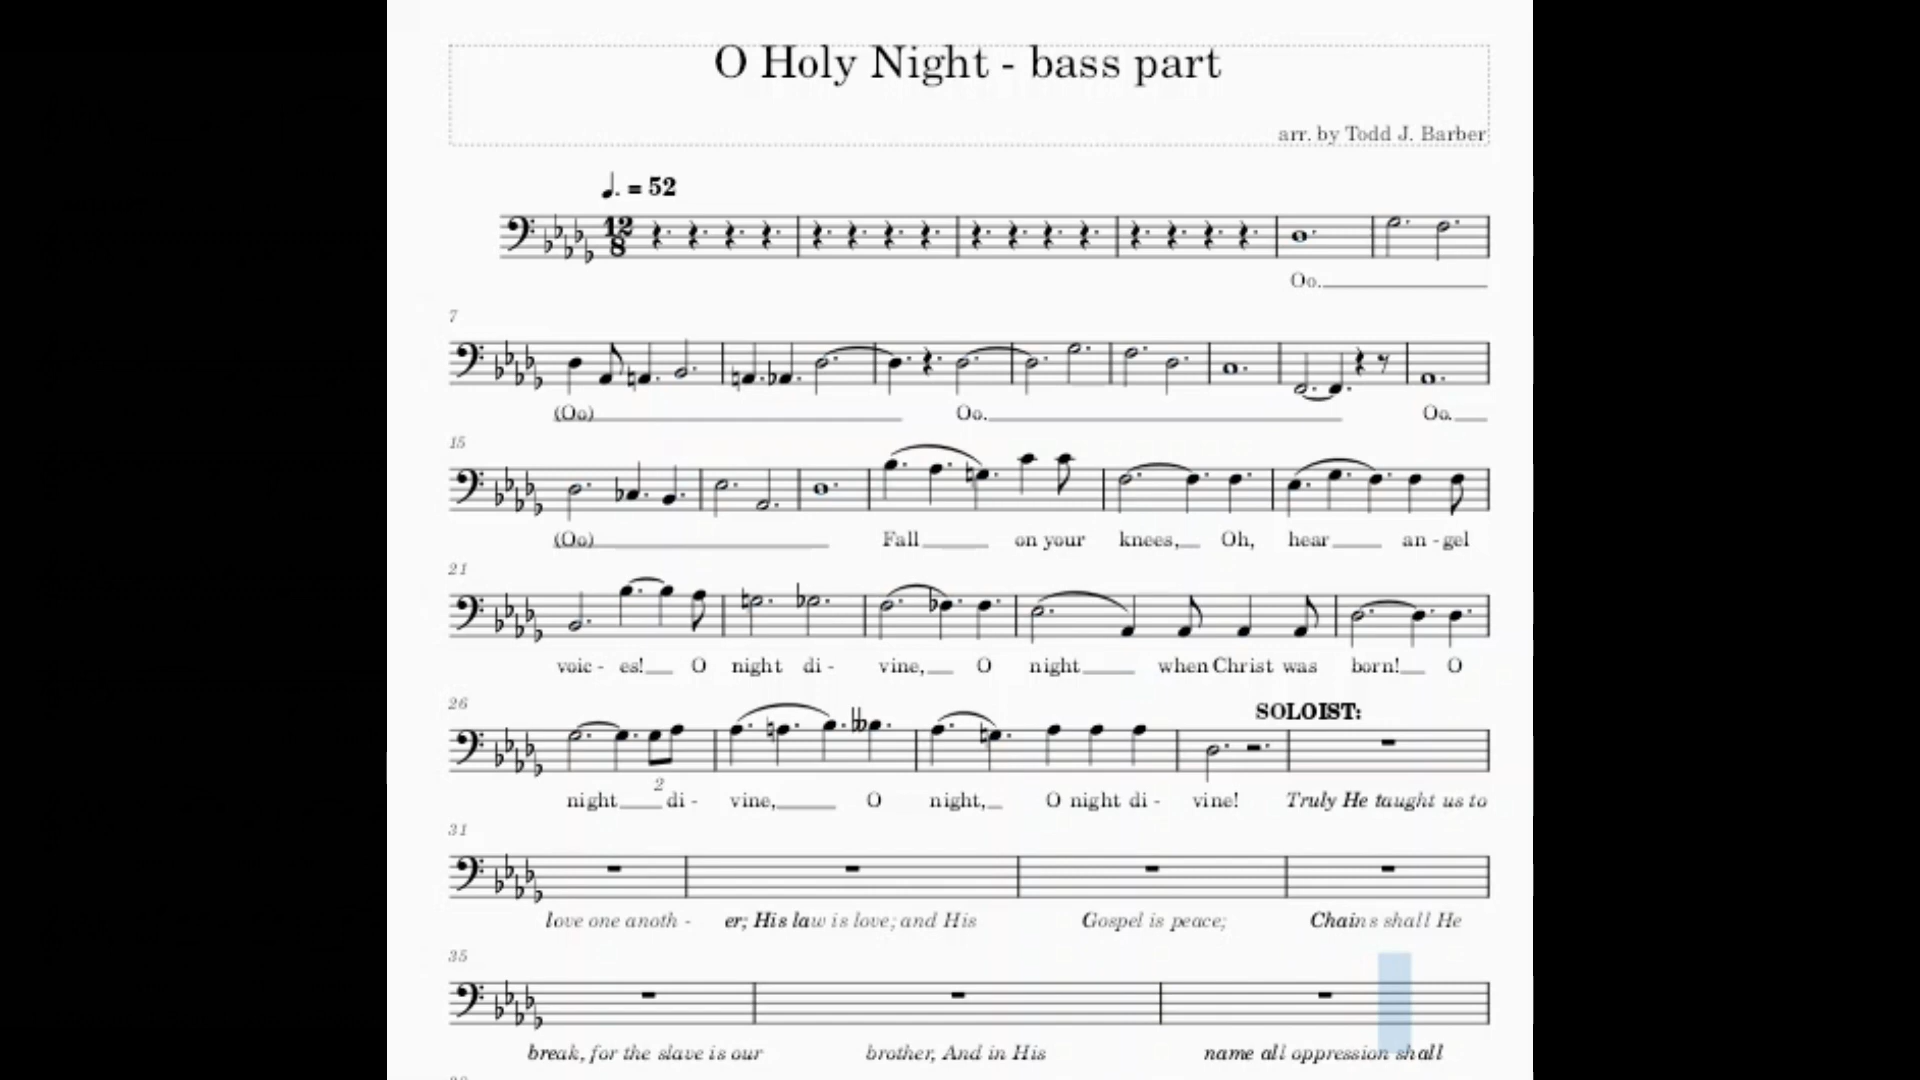 O Holy Night - bass part
arr. by Todd J. Barber
♩. = 52
12
8
Oo.
7
(Oo) Oo. Oo.
15
(Oo) Fall on your knees, Oh, hear an - gel
21
voic - es! O night di - vine, O night when Christ was born! O
26
SOLOIST:
2
night di - vine, O night, O night di - vine! Truly He taught us to
31
love one anoth - er; His law is love; and His Gospel is peace; Chains shall He
35
break, for the slave is our brother, And in His name all oppression shall